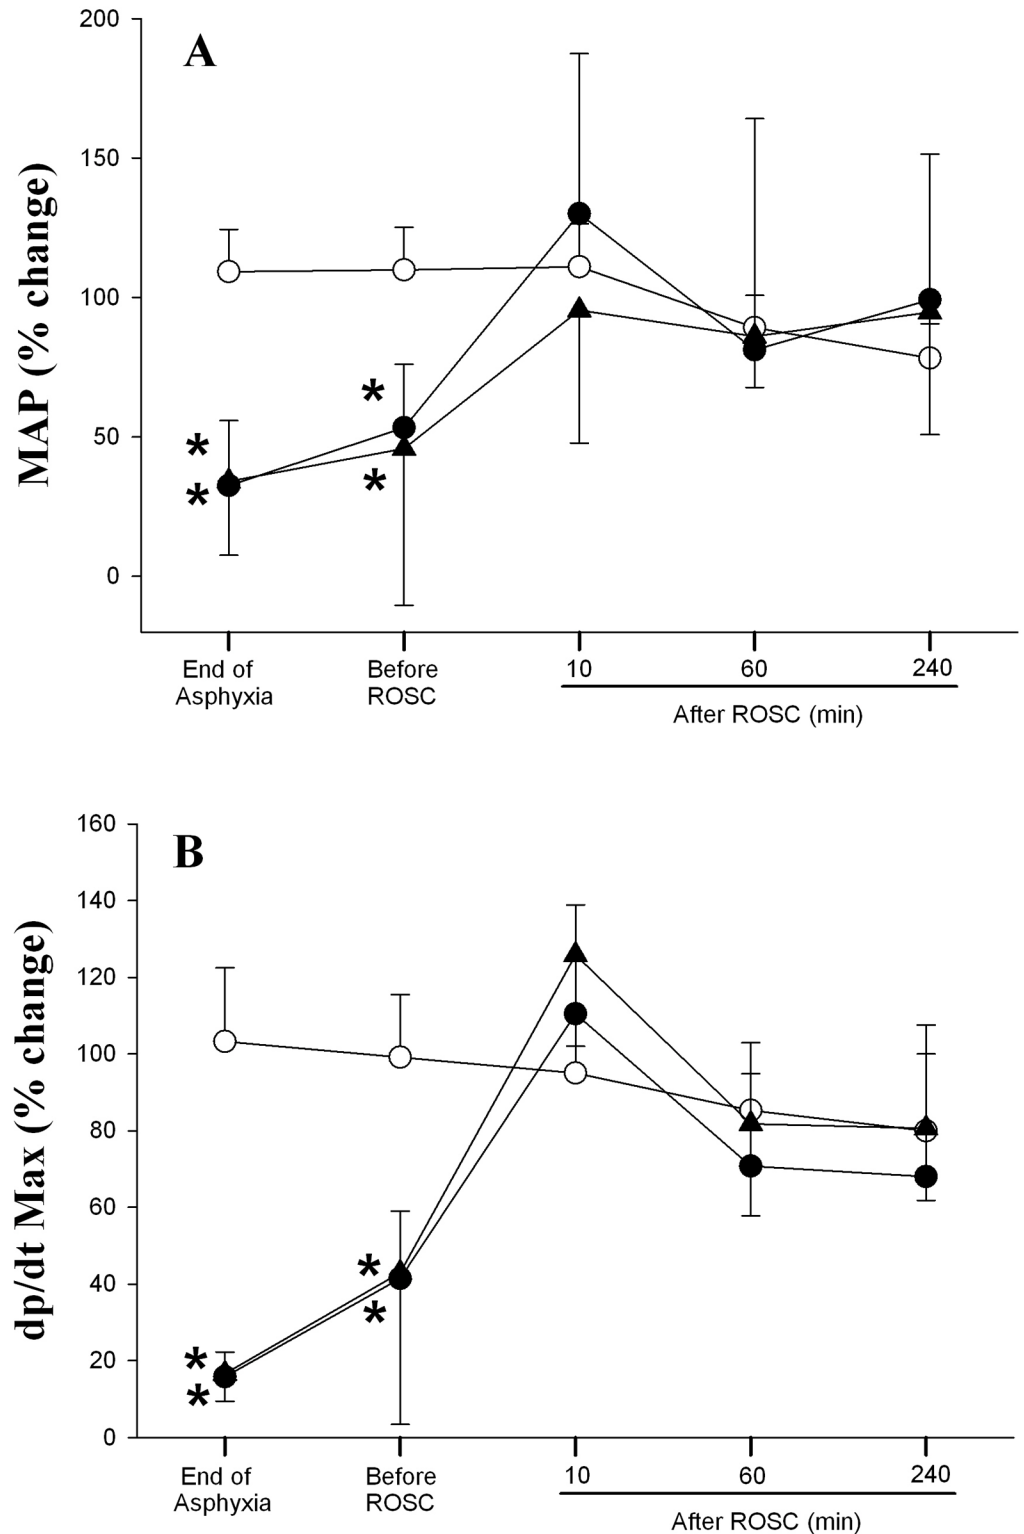 A
200
150
100
50
0
MAP (% change)
*
*
*
*
End of
Asphyxia
Before
ROSC
10
60
240
After ROSC (min)
B
160
140
120
100
80
60
40
20
0
dp/dt Max (% change)
*
*
*
*
End of
Asphyxia
Before
ROSC
10
60
240
After ROSC (min)